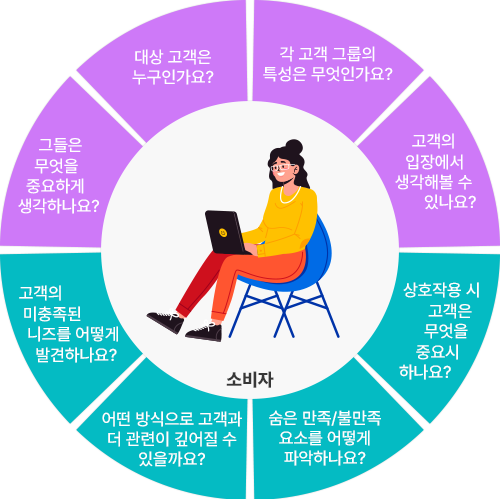 대상 고객은
누구인가요?
각 고객 그룹의
특성은 무엇인가요?
고객의
입장에서
생각해볼 수
있나요?
상호작용 시
고객은
무엇을
중요시
하나요?
숨은 만족/불만족
요소를 어떻게
파악하나요?
어떤 방식으로 고객과
더 관련이 깊어질 수
있을까요?
고객의
미충족된
니즈를 어떻게
발견하나요?
그들은
무엇을
중요하게
생각하나요?
소비자